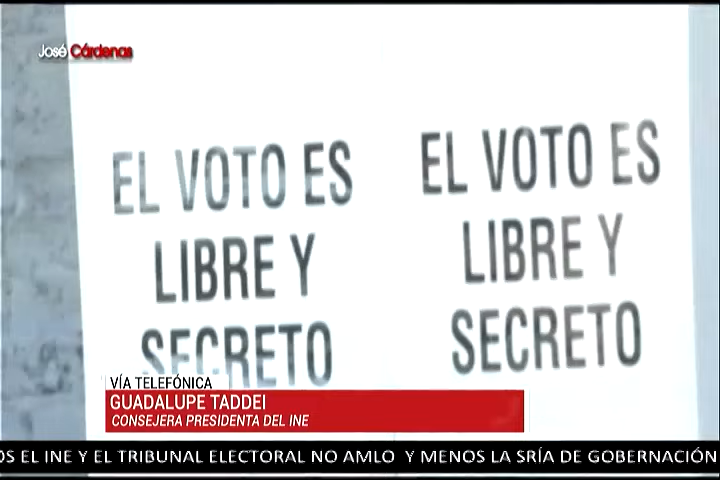 José Cárdenas
EL VOTO ES
LIBRE Y
SECRETO
EL VOTO ES
LIBRE Y
SECRETO
VÍA TELEFÓNICA
GUADALUPE TADDEI
CONSEJERA PRESIDENTA DEL INE
OS EL INE Y EL TRIBUNAL ELECTORAL NO AMLO Y MENOS LA SRÍA DE GOBERNACIÓN